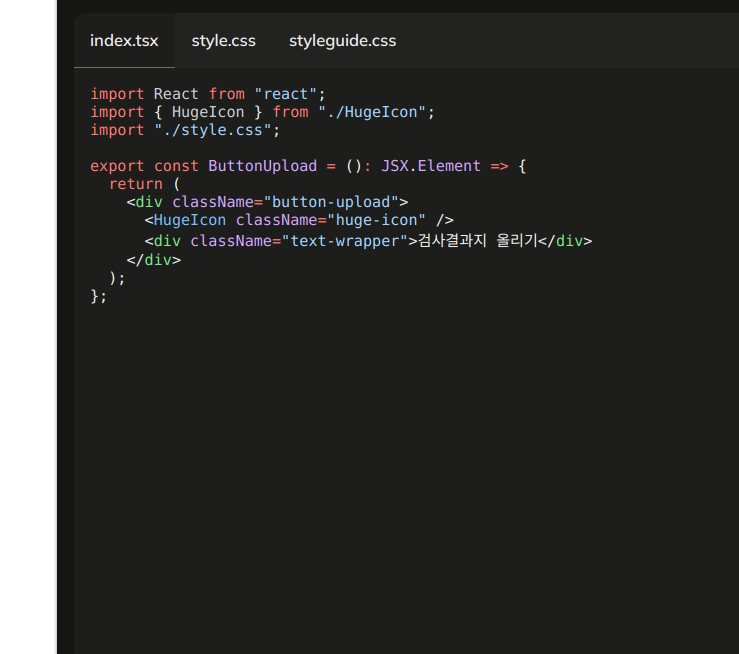 index.tsx style.css styleguide.css
import React from "react";
import { HugeIcon } from "./HugeIcon";
import "./style.css";
export const ButtonUpload = (): JSX.Element => {
return (
<div className="button-upload">
<HugeIcon className="huge-icon" />
<div className="text-wrapper">검사결과지 올리기</div>
</div>
);
};